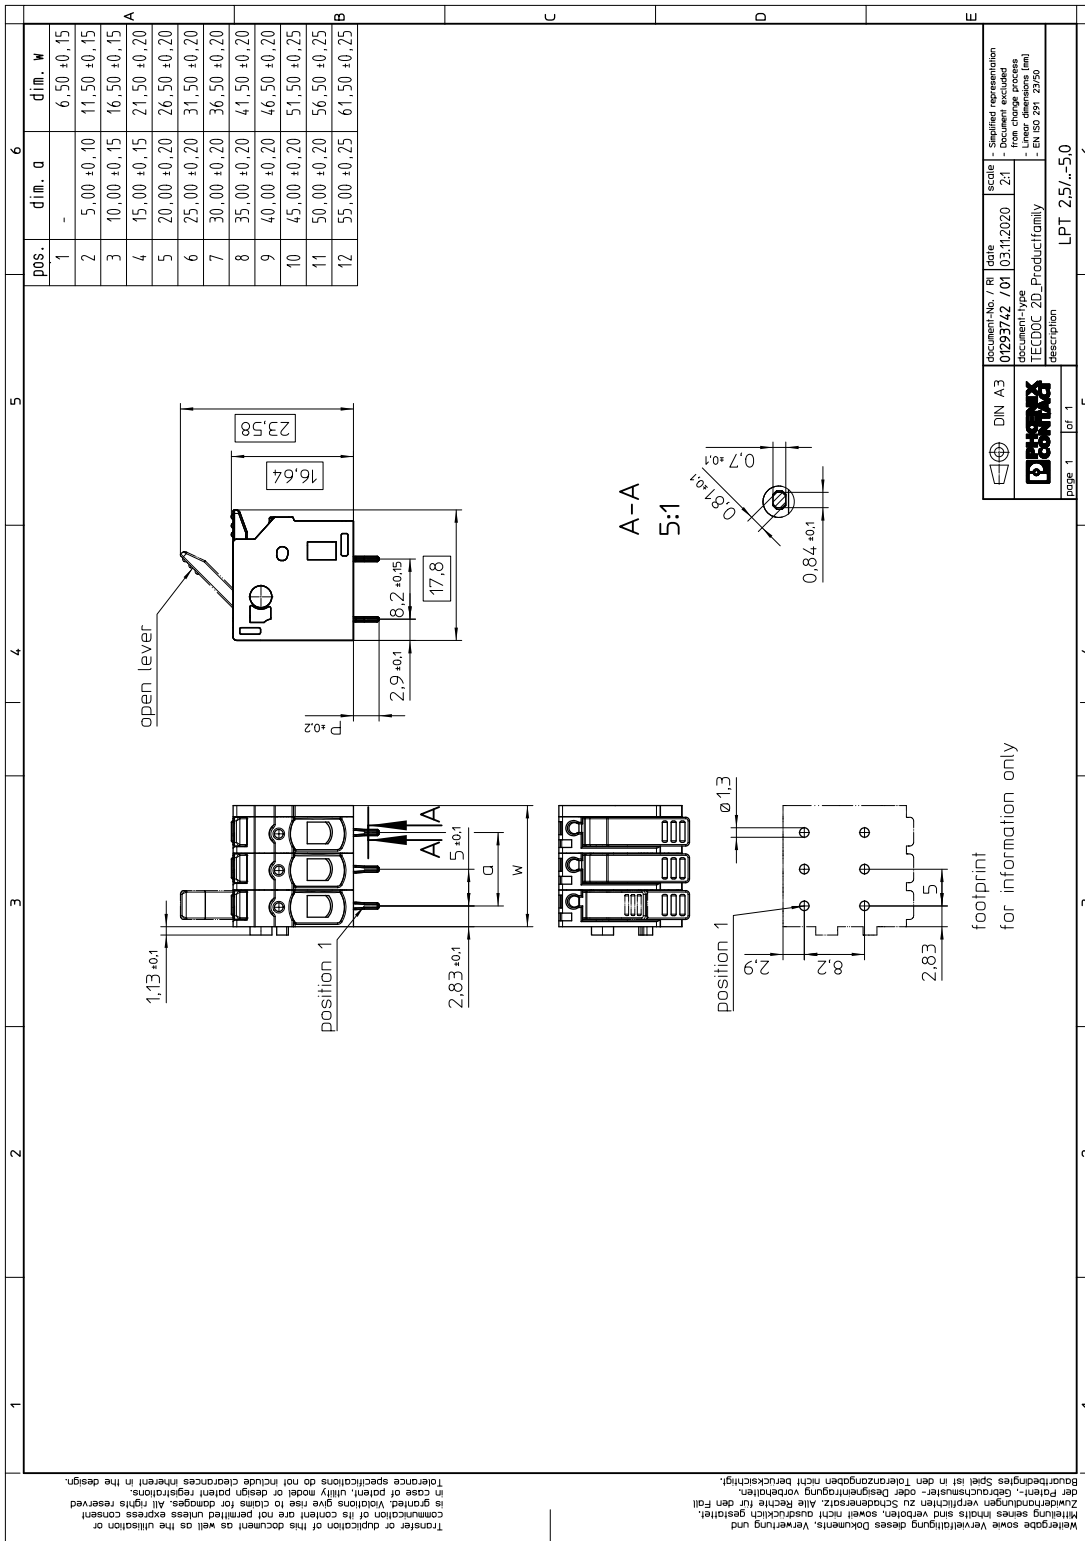 1
2
3
4
5
6
A
B
C
D
E
pos. dim. a dim. w
1 - 6,50 ±0,15
2 5,00 ±0,10 11,50 ±0,15
3 10,00 ±0,15 16,50 ±0,15
4 15,00 ±0,15 21,50 ±0,20
5 20,00 ±0,20 26,50 ±0,20
6 25,00 ±0,20 31,50 ±0,20
7 30,00 ±0,20 36,50 ±0,20
8 35,00 ±0,20 41,50 ±0,20
9 40,00 ±0,20 46,50 ±0,20
10 45,00 ±0,20 51,50 ±0,25
11 50,00 ±0,20 56,50 ±0,25
12 55,00 ±0,25 61,50 ±0,25
open lever
23,58
16,64
17,8
8,2 ±0,15
2,9 ±0,1
P ±0,2
A-A
5:1
0,7 ±0,1
0,81 ±0,1
0,84 ±0,1
1,13 ±0,1
position 1
2,83 ±0,1
5 ±0,1
a
w
A
A
position 1
ø1,3
2,9
8,2
5
2,83
footprint
for information only
DIN A3
PHOENIX
CONTACT
page 1 of 1
document-No. / RI
01293742 / 01
date
03.11.2020
scale
2:1
- Simplified representation
- Document excluded
from change process
- Linear dimensions [mm]
- EN ISO 291 23/50
document-type
TECDOC 2D_Productfamily
description
LPT 2,5/..-5,0
Transfer or duplication of this document as well as the utilisation or
communication of its content are not permitted unless express consent
is granted. Violations give rise to claims for damages. All rights reserved
in case of patent, utility model or design patent registrations.
Tolerance specifications do not include clearances inherent in the design.
Weitergabe sowie Vervielfältigung dieses Dokuments, Verwertung und
Mitteilung seines Inhalts sind verboten, soweit nicht ausdrücklich gestattet.
Zuwiderhandlungen verpflichten zu Schadenersatz. Alle Rechte für den Fall
der Patent-, Gebrauchsmuster- oder Designeintragung vorbehalten.
Bauartbedingtes Spiel ist in den Toleranzangaben nicht berücksichtigt.